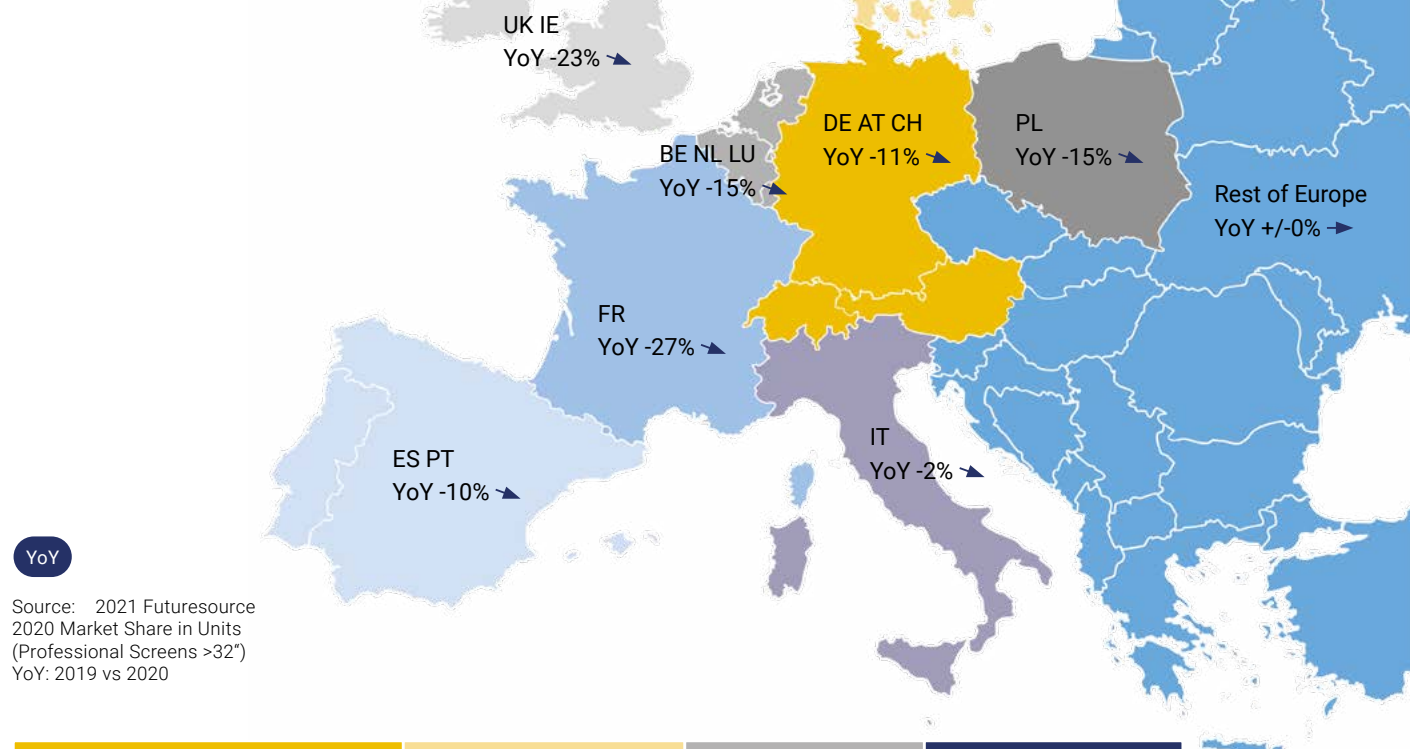 UK IE
YoY -23%
DE AT CH
YoY -11%
PL
YoY -15%
BE NL LU
YoY -15%
Rest of Europe
YoY +/-0%
FR
YoY -27%
IT
YoY -2%
ES PT
YoY -10%
YoY
Source: 2021 Futuresource
2020 Market Share in Units
(Professional Screens >32“)
YoY: 2019 vs 2020